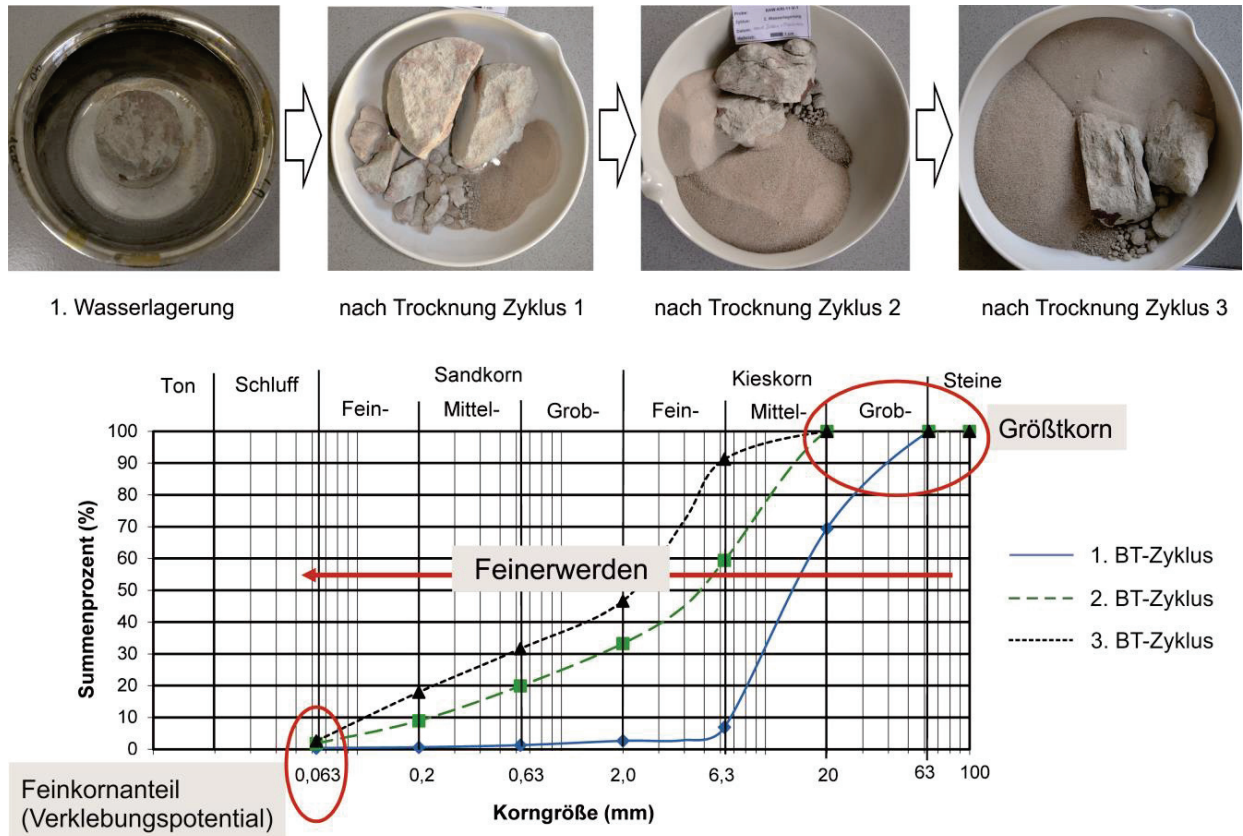 1. Wasserlagerung
nach Trocknung Zyklus 1
nach Trocknung Zyklus 2
nach Trocknung Zyklus 3
Ton
Schluff
Sandkorn
Kieskorn
Steine
Fein-
Mittel-
Grob-
Fein-
Mittel-
Grob-
Größtkorn
100
90
80
70
60
50
40
30
20
10
0
Summenprozent (%)
Feinerwerden
1. BT-Zyklus
2. BT-Zyklus
3. BT-Zyklus
0,063
0,2
0,63
2,0
6,3
20
63
100
Korngröße (mm)
Feinkornanteil
(Verklebungspotential)